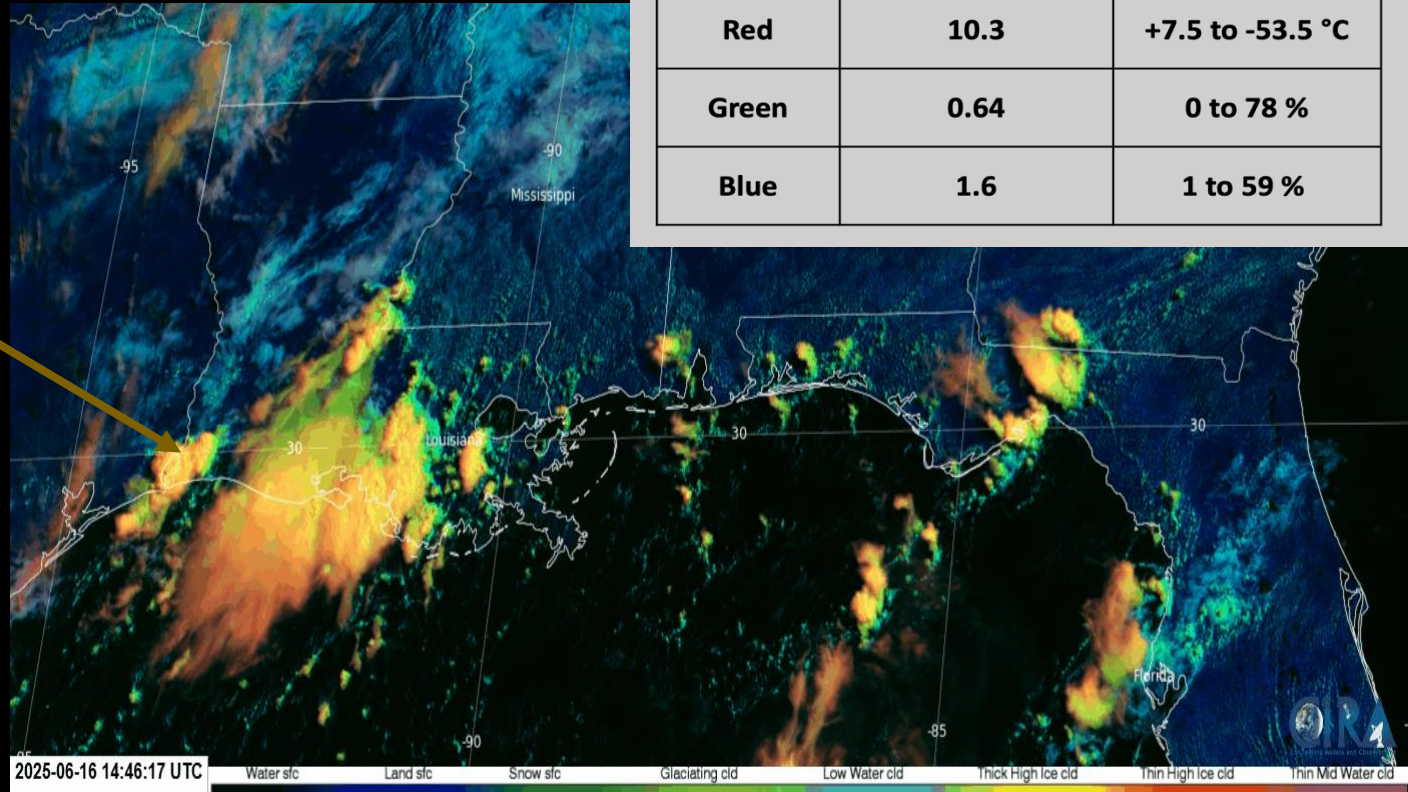 Red 10.3 +7.5 to -53.5 °C
Green 0.64 0 to 78 %
Blue 1.6 1 to 59 %
-95
-90
Mississippi
-30
Louisiana
30
30
Florida
-85
-90
CIRA
2025-06-16 14:46:17 UTC
Water sfc Land sfc Snow sfc Glaciating cld Low Water cld Thick High Ice cld Thin High Ice cld Thin Mid Water cld